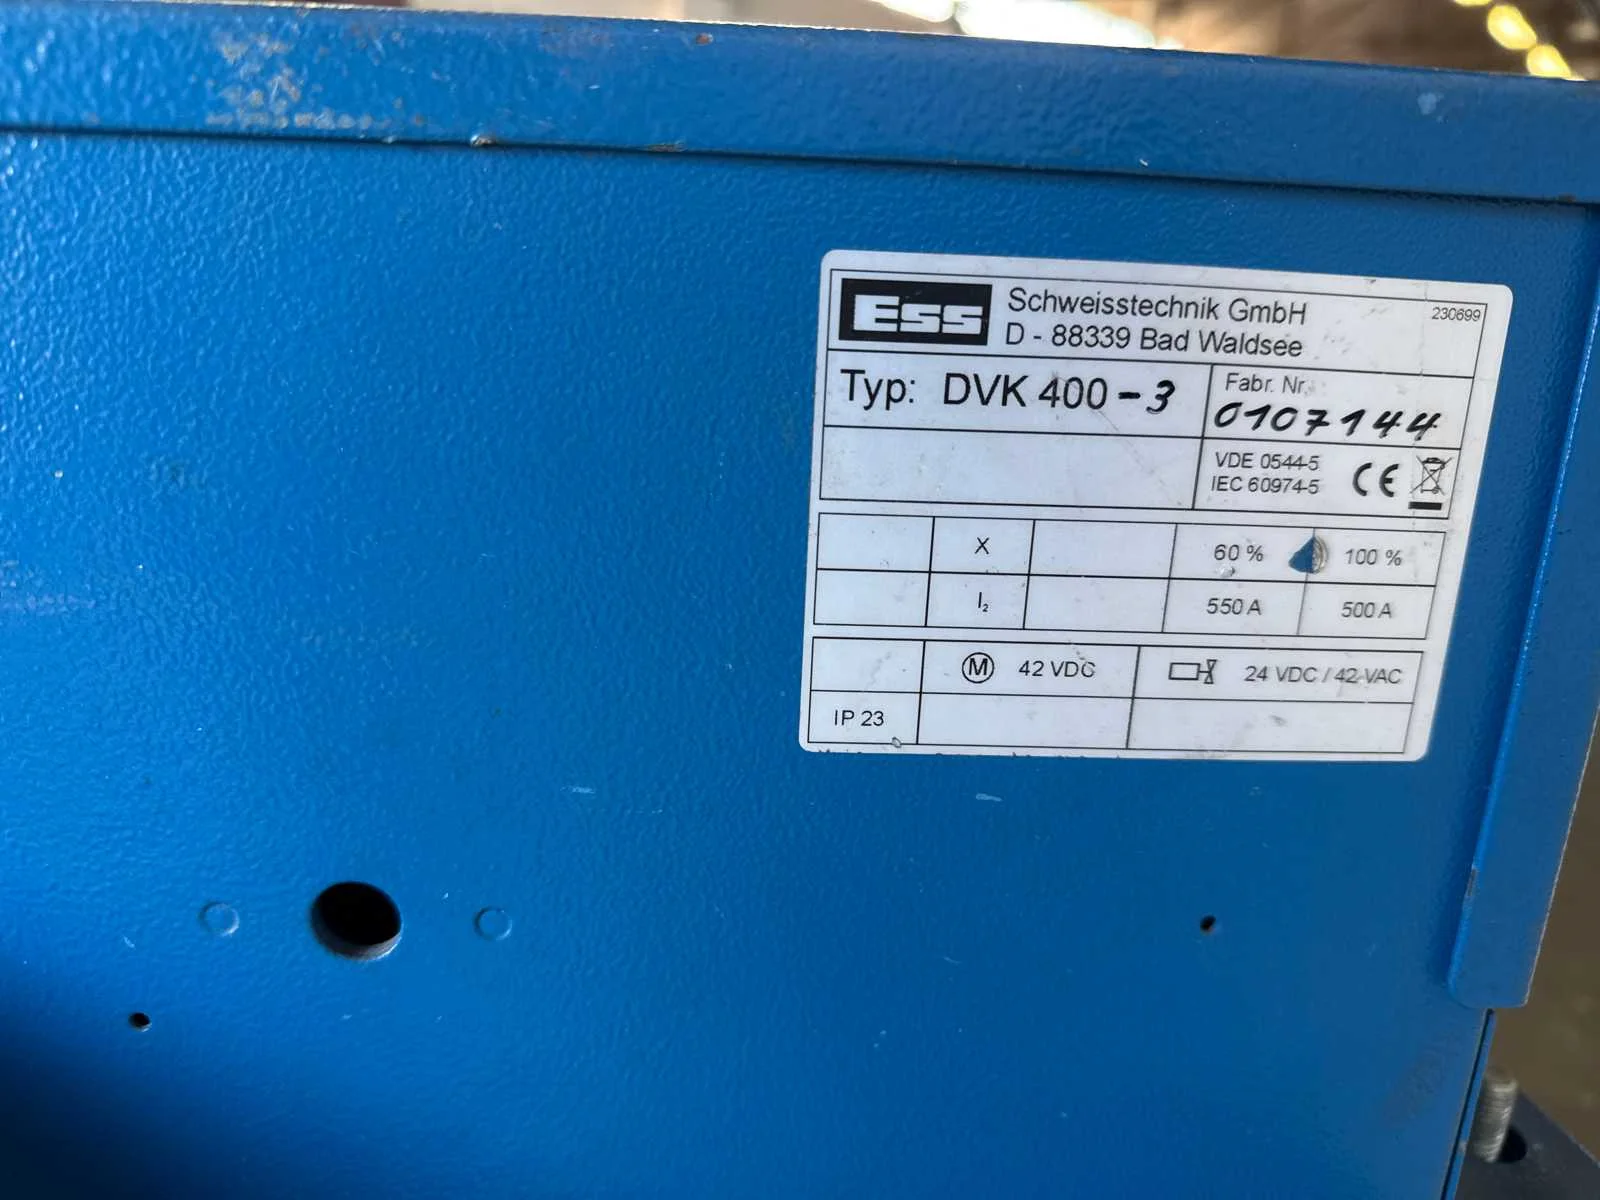 ESS Schweisstechnik GmbH 230699
D - 88339 Bad Waldsee
Typ: DVK 400 - 3
Fabr. Nr.
0107144
VDE 0544-5
IEC 60974-5 CE
X 60 % 100 %
I₂ 550 A 500 A
M 42 VDC 24 VDC / 42 VAC
IP 23